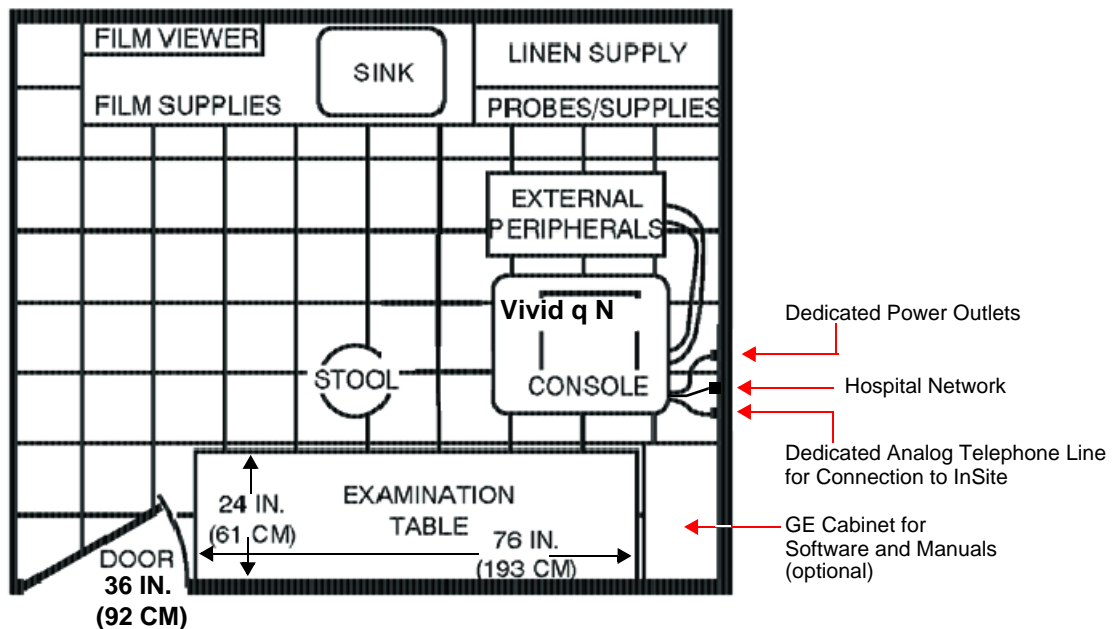 FILM VIEWER
SINK
LINEN SUPPLY
FILM SUPPLIES
PROBES/SUPPLIES
EXTERNAL
PERIPHERALS
Vivid q N
CONSOLE
STOOL
Dedicated Power Outlets
Hospital Network
Dedicated Analog Telephone Line
for Connection to InSite
GE Cabinet for
Software and Manuals
(optional)
24 IN.
(61 CM)
EXAMINATION
TABLE
76 IN.
(193 CM)
DOOR
36 IN.
(92 CM)